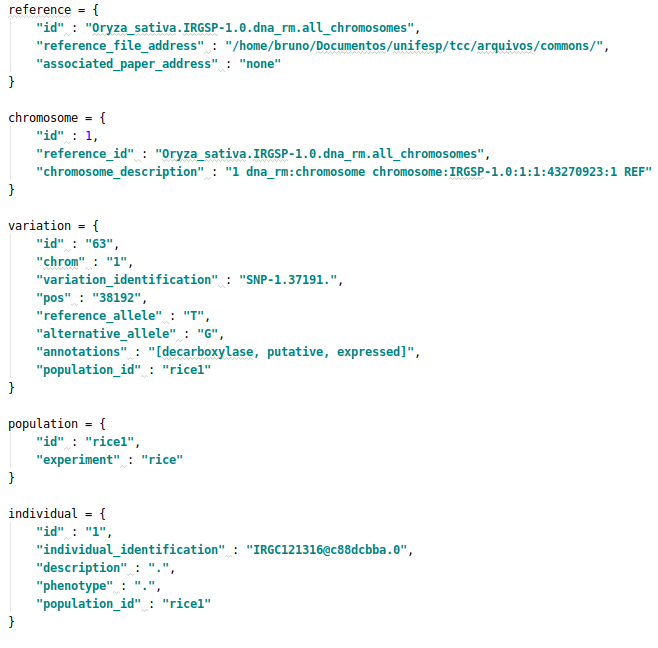 reference = {
"id" : "Oryza_sativa.IRGSP-1.0.dna_rm.all_chromosomes",
"reference_file_address" : "/home/bruno/Documentos/unifesp/tcc/arquivos/commons/",
"associated_paper_address" : "none"
}
chromosome = {
"id" : 1,
"reference_id" : "Oryza_sativa.IRGSP-1.0.dna_rm.all_chromosomes",
"chromosome_description" : "1 dna_rm:chromosome chromosome:IRGSP-1.0:1:1:43270923:1 REF"
}
variation = {
"id" : "63",
"chrom" : "1",
"variation_identification" : "SNP-1.37191.",
"pos" : "38192",
"reference_allele" : "T",
"alternative_allele" : "G",
"annotations" : "[decarboxylase, putative, expressed]",
"population_id" : "rice1"
}
population = {
"id" : "rice1",
"experiment" : "rice"
}
individual = {
"id" : "1",
"individual_identification" : "IRGC121316@c88dcbba.0",
"description" : ".",
"phenotype" : ".",
"population_id" : "rice1"
}